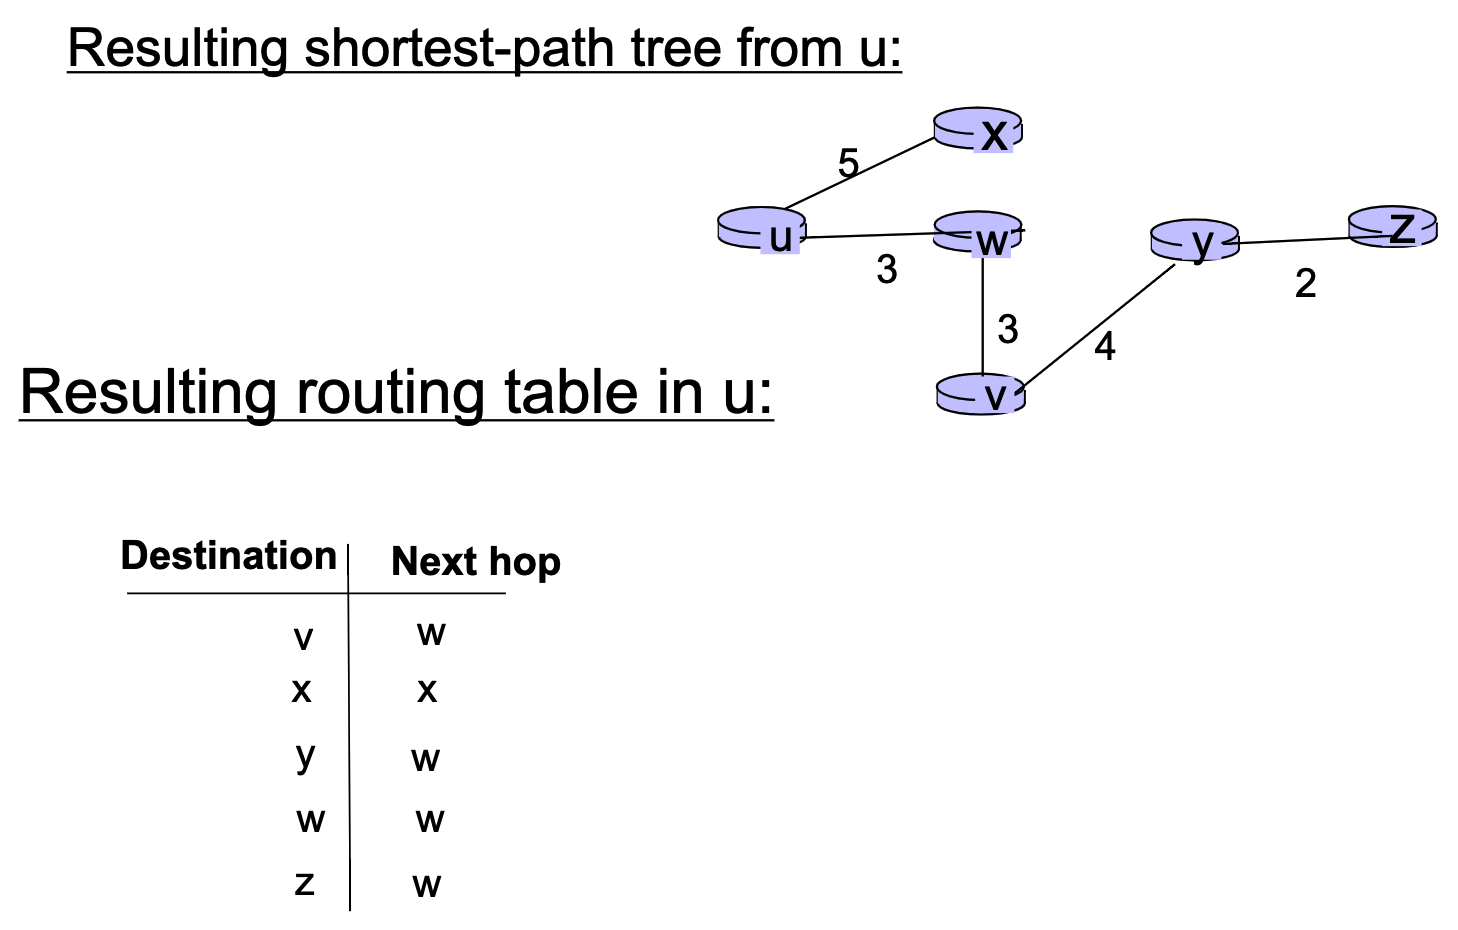 Resulting shortest-path tree from u:
x
5
u
w
y
z
3
2
3
4
v
Resulting routing table in u:
Destination Next hop
v w
x x
y w
w w
z w